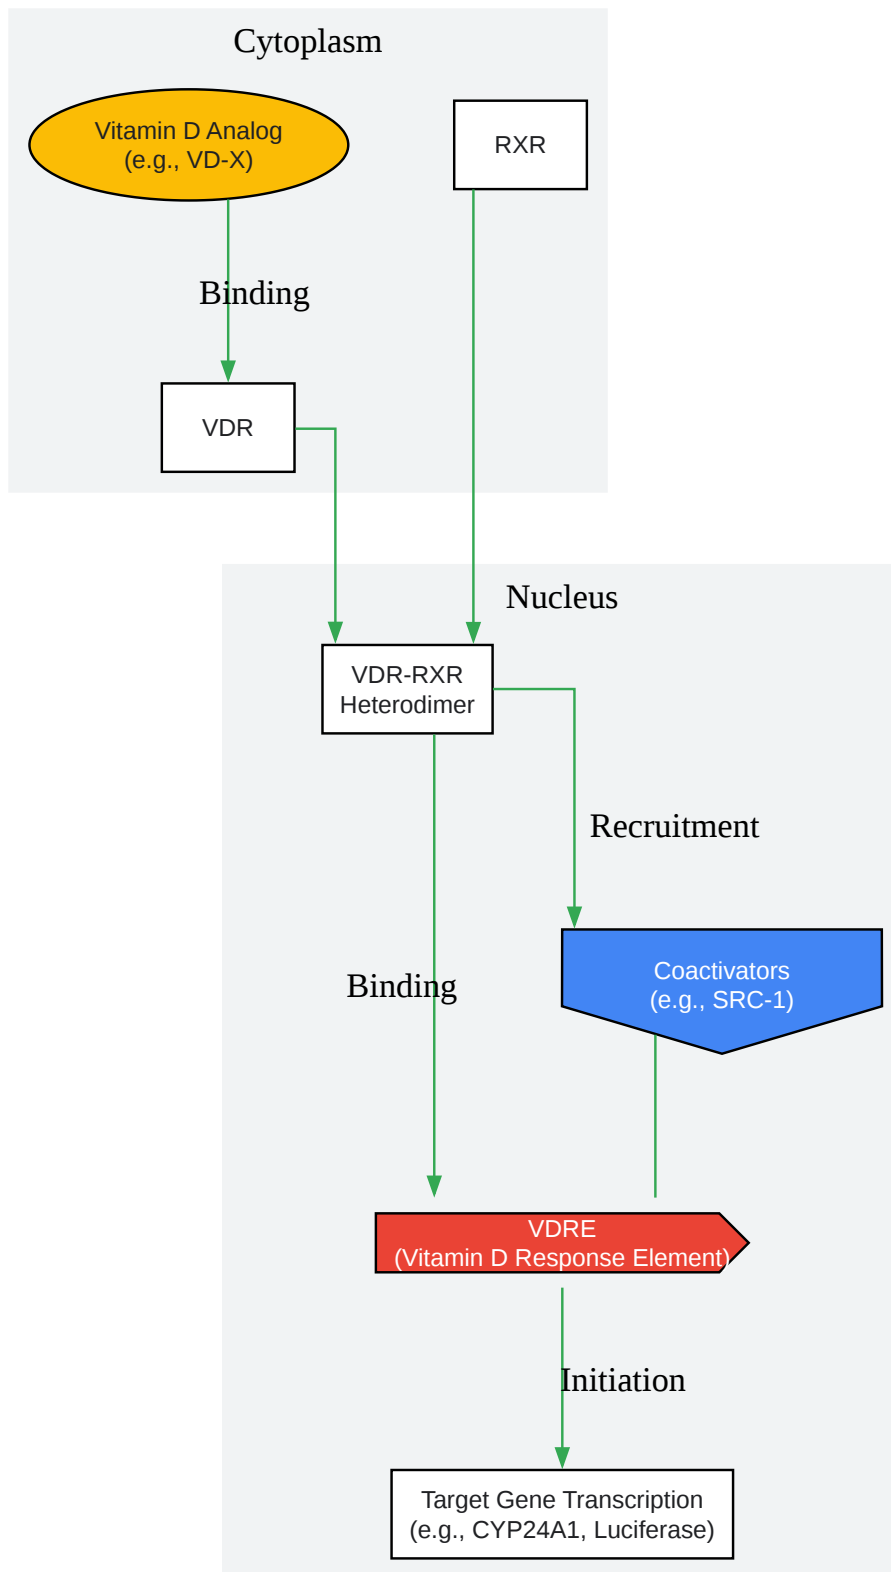 Cytoplasm
Vitamin D Analog
(e.g., VD-X)
RXR
Binding
VDR
Nucleus
VDR-RXR
Heterodimer
Recruitment
Coactivators
(e.g., SRC-1)
Binding
VDRE
(Vitamin D Response Element)
Initiation
Target Gene Transcription
(e.g., CYP24A1, Luciferase)